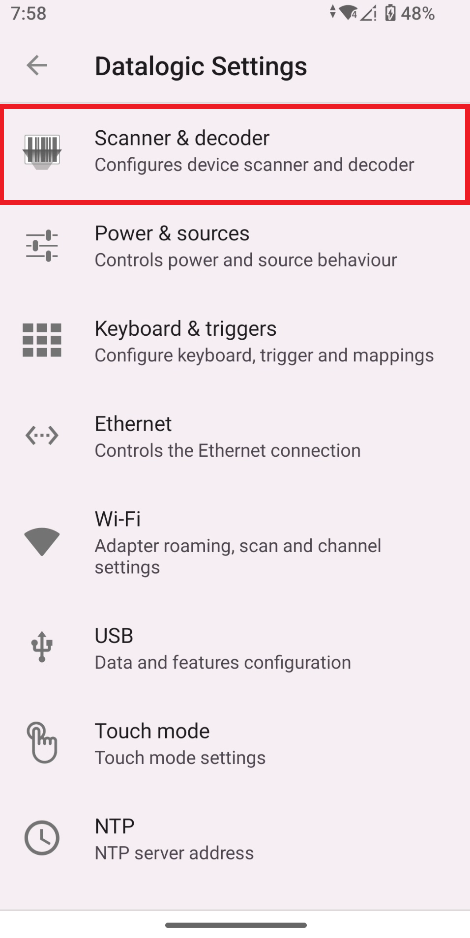 7:58
48%
Datalogic Settings
Scanner & decoder
Configures device scanner and decoder
Power & sources
Controls power and source behaviour
Keyboard & triggers
Configure keyboard, trigger and mappings
Ethernet
Controls the Ethernet connection
Wi-Fi
Adapter roaming, scan and channel
settings
USB
Data and features configuration
Touch mode
Touch mode settings
NTP
NTP server address